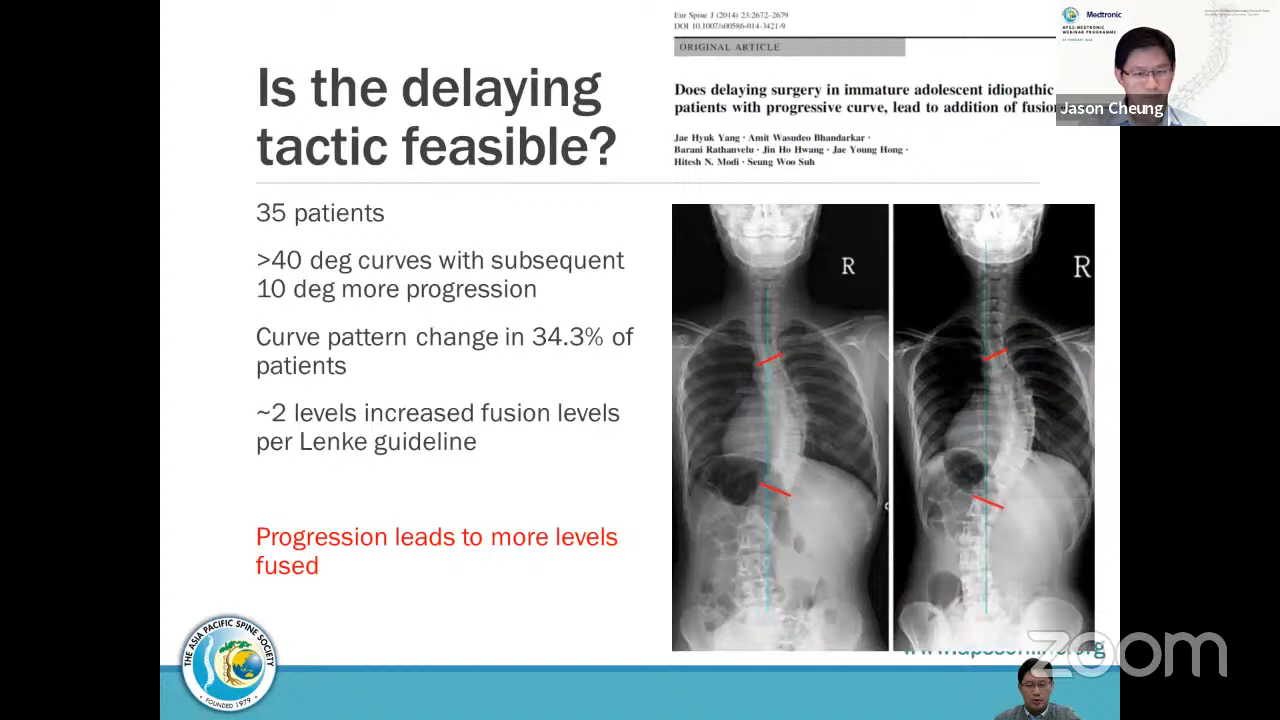 Is the delaying
tactic feasible?
35 patients
>40 deg curves with subsequent
10 deg more progression
Curve pattern change in 34.3% of
patients
~2 levels increased fusion levels
per Lenke guideline
Progression leads to more levels
fused
Eur Spine J (2014) 23:2672–2679
DOI 10.1007/s00586-014-3421-9
ORIGINAL ARTICLE
Does delaying surgery in immature adolescent idiopathic
patients with progressive curve, lead to addition of fusion
Jae Hyuk Yang · Amit Wasudeo Bhandarkar ·
Barani Rathanvelu · Jin Ho Hwang · Jae Young Hong ·
Hitesh N. Modi · Seung Woo Suh
Medtronic
APSS-MEDTRONIC
WEBINAR PROGRAMME
Jason Cheung
R
R
THE ASIA PACIFIC SPINE SOCIETY
• FOUNDED 1979 •
www.apssonline.org
zoom